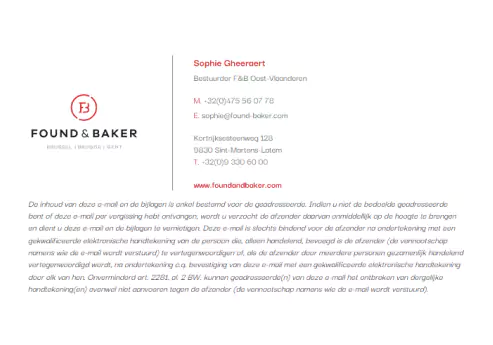 Sophie Gheeraert
Bestuurder F&B Oost-Vlaanderen
M. +32(0)475 56 07 78
E. sophie@found-baker.com
FOUND & BAKER
BRUSSEL | BRUGGE | GENT
Kortrijksesteenweg 128
9830 Sint-Martens-Latem
T. +32(0)9 330 60 00
www.foundandbaker.com
De inhoud van deze e-mail en de bijlagen is enkel bestemd voor de geadresseerde. Indien u niet de bedoelde geadresseerde
bent of deze e-mail per vergissing hebt ontvangen, wordt u verzocht de afzender daarvan onmiddellijk op de hoogte te brengen
en dient u deze e-mail en de bijlagen te vernietigen. Deze e-mail is slechts bindend voor de afzender na ondertekening met een
gekwalificeerde elektronische handtekening van de persoon die, alleen handelend, bevoegd is de afzender (de vennootschap
namens wie de e-mail wordt verstuurd) te vertegenwoordigen of, als de afzender door meerdere personen gezamenlijk handelend
vertegenwoordigd wordt, na ondertekening c.q. bevestiging van deze e-mail met een gekwalificeerde elektronische handtekening
door elk van hen. Onverminderd art. 2281, al. 2 BW. kunnen geadresseerde(n) van deze e-mail het ontbreken van dergelijke
handtekening(en) evenwel niet aanvoeren tegen de afzender (de vennootschap namens wie de e-mail wordt verstuurd).